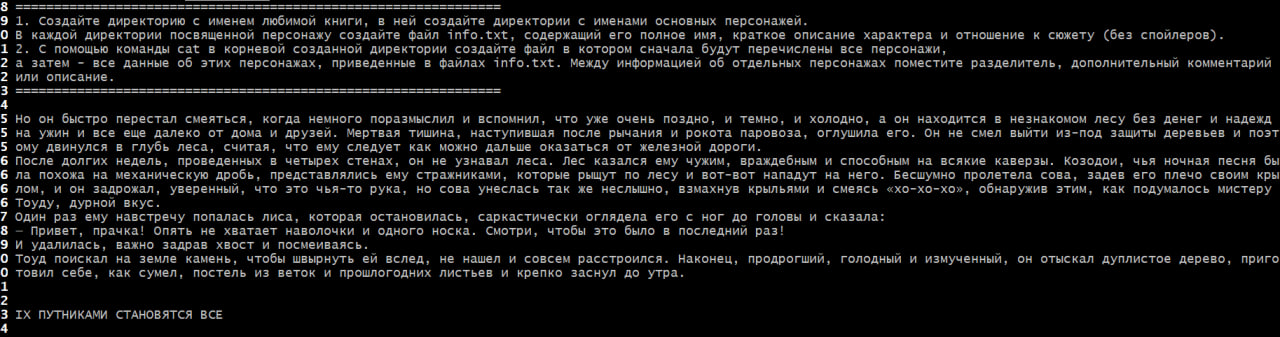 8 ===============================================================
9 1. Создайте директорию с именем любимой книги, в ней создайте директории с именами основных персонажей.
0 В каждой директории посвященной персонажу создайте файл info.txt, содержащий его полное имя, краткое описание характера и отношение к сюжету (без спойлеров).
1 2. С помощью команды cat в корневой созданной директории создайте файл в котором сначала будут перечислены все персонажи,
2 а затем - все данные об этих персонажах, приведенные в файлах info.txt. Между информацией об отдельных персонажах поместите разделитель, дополнительный комментарий
2 или описание.
3 ===============================================================
4
5 Но он быстро перестал смеяться, когда немного поразмыслил и вспомнил, что уже очень поздно, и темно, и холодно, а он находится в незнакомом лесу без денег и надежд
5 на ужин и все еще далеко от дома и друзей. Мертвая тишина, наступившая после рычания и рокота паровоза, оглушила его. Он не смел выйти из-под защиты деревьев и поэт
5 ому двинулся в глубь леса, считая, что ему следует как можно дальше оказаться от железной дороги.
6 После долгих недель, проведенных в четырех стенах, он не узнавал леса. Лес казался ему чужим, враждебным и способным на всякие каверзы. Козодои, чья ночная песня бы
6 ла похожа на механическую дробь, представлялись ему стражниками, которые рыщут по лесу и вот-вот нападут на него. Бесшумно пролетела сова, задев его плечо своим кры
6 лом, и он задрожал, уверенный, что это чья-то рука, но сова унеслась так же неслышно, взмахнув крыльями и смеясь «хо-хо-хо», обнаружив этим, как подумалось мистеру
6 Тоуду, дурной вкус.
7 Один раз ему навстречу попалась лиса, которая остановилась, саркастически оглядела его с ног до головы и сказала:
8 — Привет, прачка! Опять не хватает наволочки и одного носка. Смотри, чтобы это было в последний раз!
9 И удалилась, важно задрав хвост и посмеиваясь.
0 Тоуд поискал на земле камень, чтобы швырнуть ей вслед, не нашел и совсем расстроился. Наконец, продрогший, голодный и измученный, он отыскал дуплистое дерево, приго
0 товил себе, как сумел, постель из веток и прошлогодних листьев и крепко заснул до утра.
1
2
3 IX ПУТНИКАМИ СТАНОВЯТСЯ ВСЕ
4